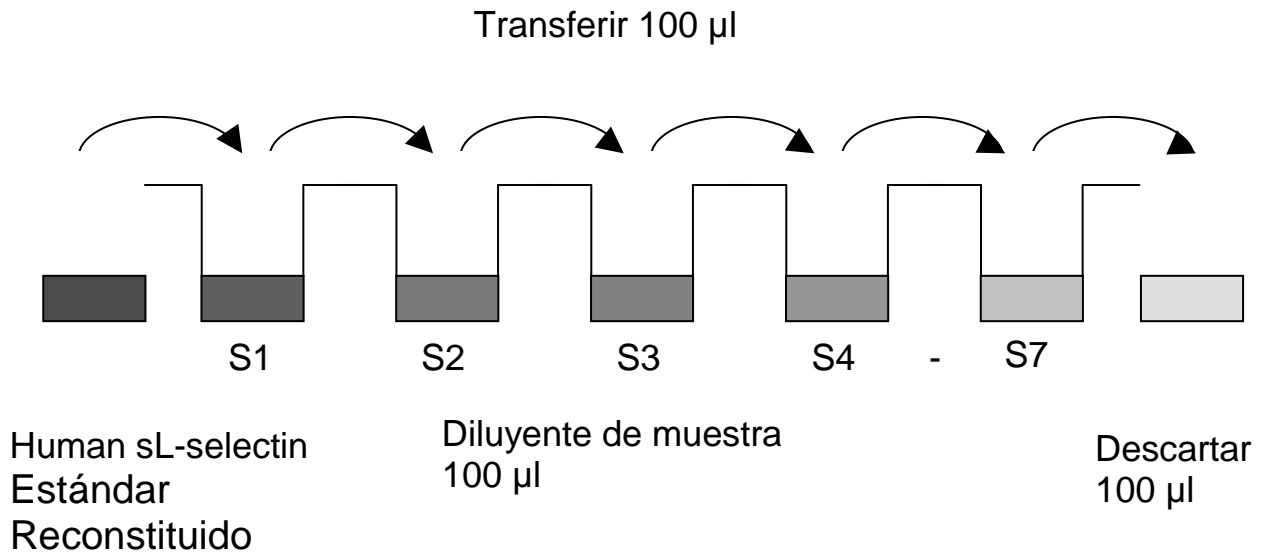 Transferir 100 µl
S1 S2 S3 S4 - S7
Human sL-selectin
Estándar
Reconstituido
Diluyente de muestra
100 µl
Descartar
100 µl